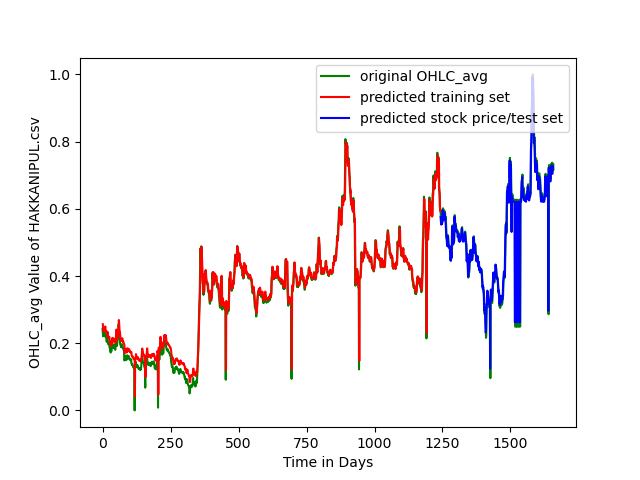 original OHLC_avg
predicted training set
predicted stock price/test set
1.0
0.8
0.6
0.4
0.2
0.0
OHLC_avg Value of HAKKANIPUL.csv
0 250 500 750 1000 1250 1500
Time in Days